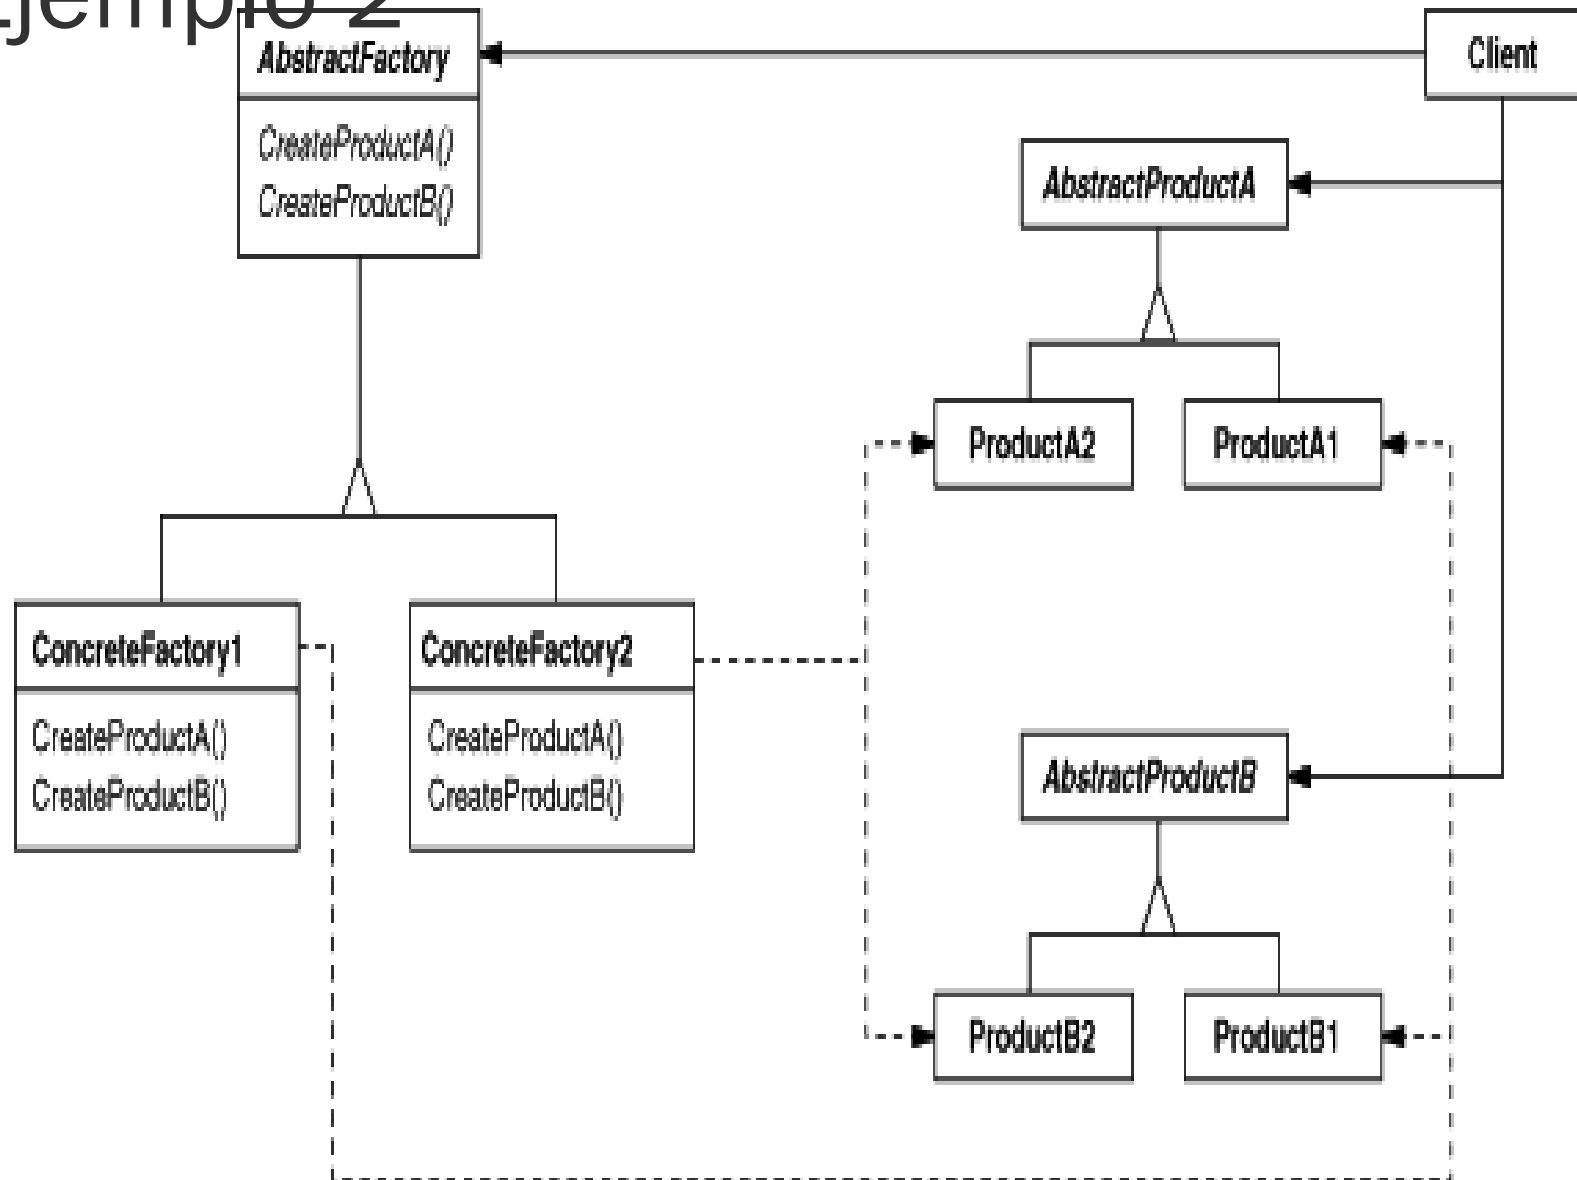 jemplo 2
AbstractFactory
CreateProductA()
CreateProductB()
Client
AbstractProductA
ProductA2
ProductA1
ConcreteFactory1
CreateProductA()
CreateProductB()
ConcreteFactory2
CreateProductA()
CreateProductB()
AbstractProductB
ProductB2
ProductB1